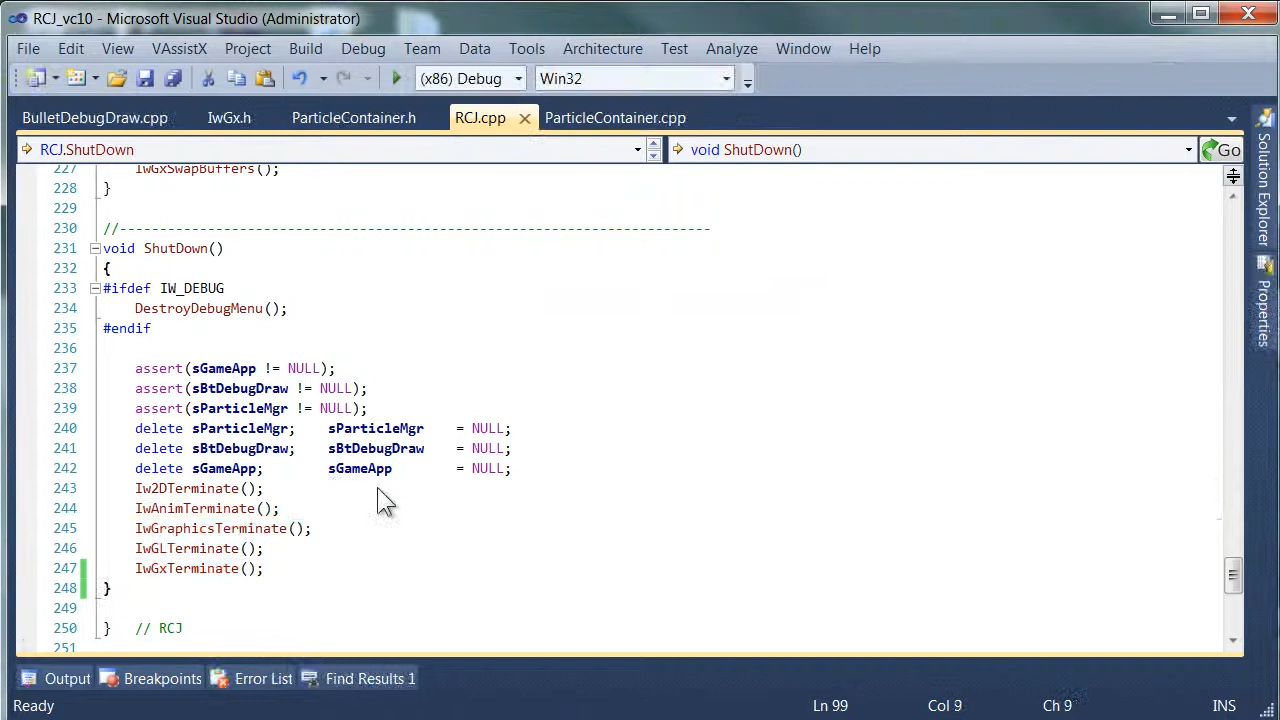 RCJ_vc10 - Microsoft Visual Studio (Administrator)
File Edit View VAssistX Project Build Debug Team Data Tools Architecture Test Analyze Window Help
(x86) Debug Win32
BulletDebugDraw.cpp IwGx.h ParticleContainer.h RCJ.cpp ParticleContainer.cpp
RCJ.ShutDown void ShutDown() Go
227 IwGxSwapBuffers();
228 }
229
230 //--------------------------------------------------------------------------
231 void ShutDown()
232 {
233 #ifdef IW_DEBUG
234 DestroyDebugMenu();
235 #endif
236
237 assert(sGameApp != NULL);
238 assert(sBtDebugDraw != NULL);
239 assert(sParticleMgr != NULL);
240 delete sParticleMgr; sParticleMgr = NULL;
241 delete sBtDebugDraw; sBtDebugDraw = NULL;
242 delete sGameApp; sGameApp = NULL;
243 Iw2DTerminate();
244 IwAnimTerminate();
245 IwGraphicsTerminate();
246 IwGLTerminate();
247 IwGxTerminate();
248 }
249
250 } // RCJ
251
Solution Explorer
Properties
Output Breakpoints Error List Find Results 1
Ready Ln 99 Col 9 Ch 9 INS